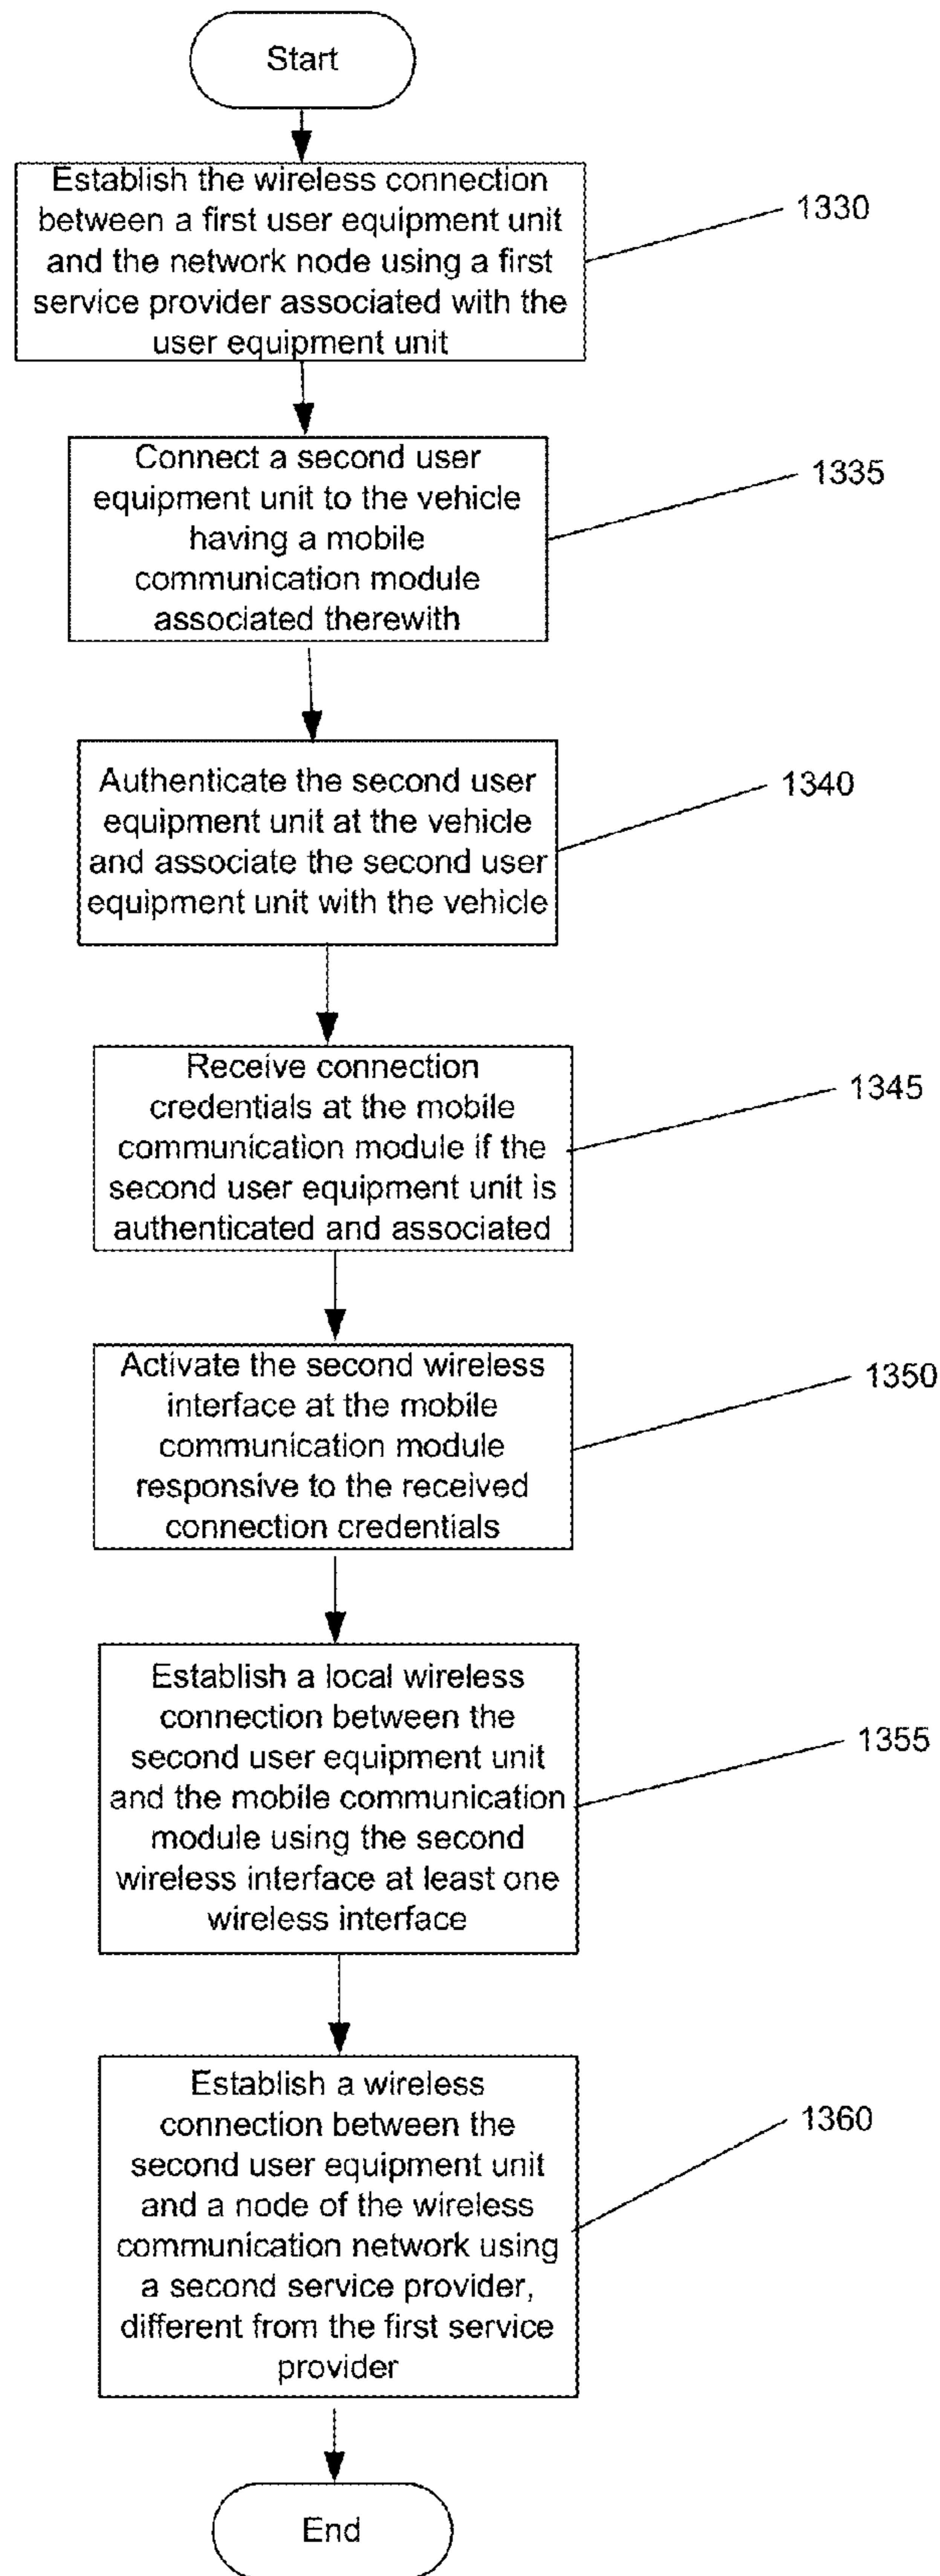 Start
Establish the wireless connection
between a first user equipment unit
and the network node using a first
service provider associated with the
user equipment unit
1330
Connect a second user
equipment unit to the vehicle
having a mobile
communication module
associated therewith
1335
Authenticate the second user
equipment unit at the vehicle
and associate the second user
equipment unit with the vehicle
1340
Receive connection
credentials at the mobile
communication module if the
second user equipment unit is
authenticated and associated
1345
Activate the second wireless
interface at the mobile
communication module
responsive to the received
connection credentials
1350
Establish a local wireless
connection between the
second user equipment unit
and the mobile communication
module using the second
wireless interface at least one
wireless interface
1355
Establish a wireless
connection between the
second user equipment unit
and a node of the wireless
communication network using
a second service provider,
different from the first service
provider
1360
End